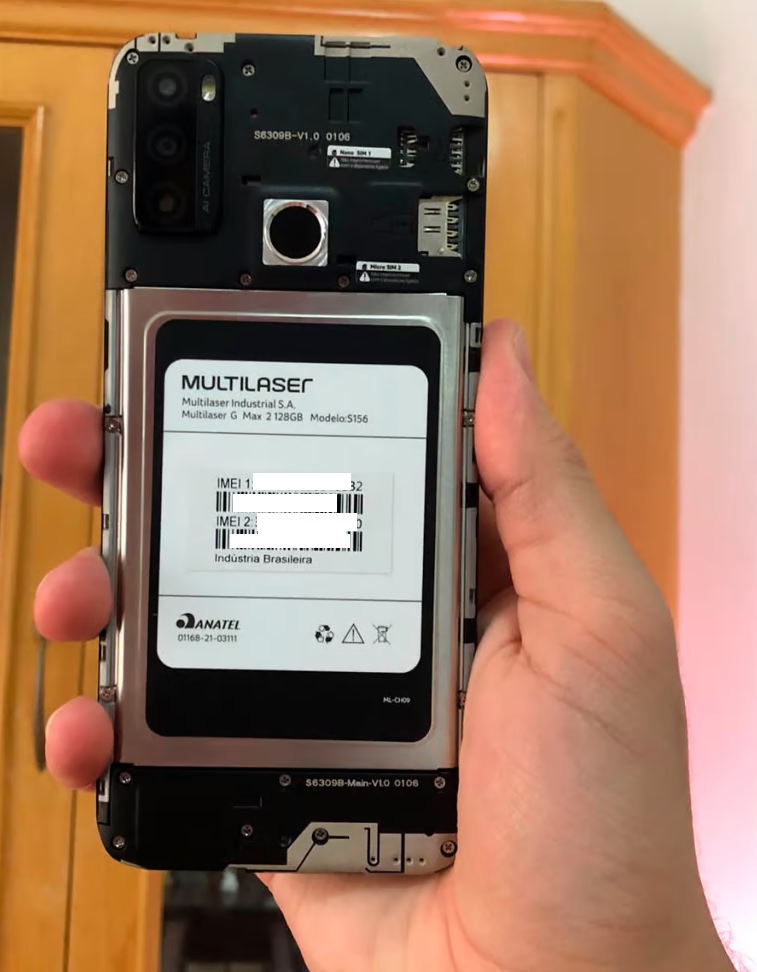 AI CAMERA
S6309B-V1.0 0106
Nano SIM 1
Micro SIM 2
MULTILASER
Multilaser Industrial S.A.
Multilaser G Max 2 128GB Modelo:S156
IMEI 1: 32
IMEI 2: 0
Indústria Brasileira
ANATEL
01168-21-03111
ML-CH09
S6309B-Main-V1.0 0106